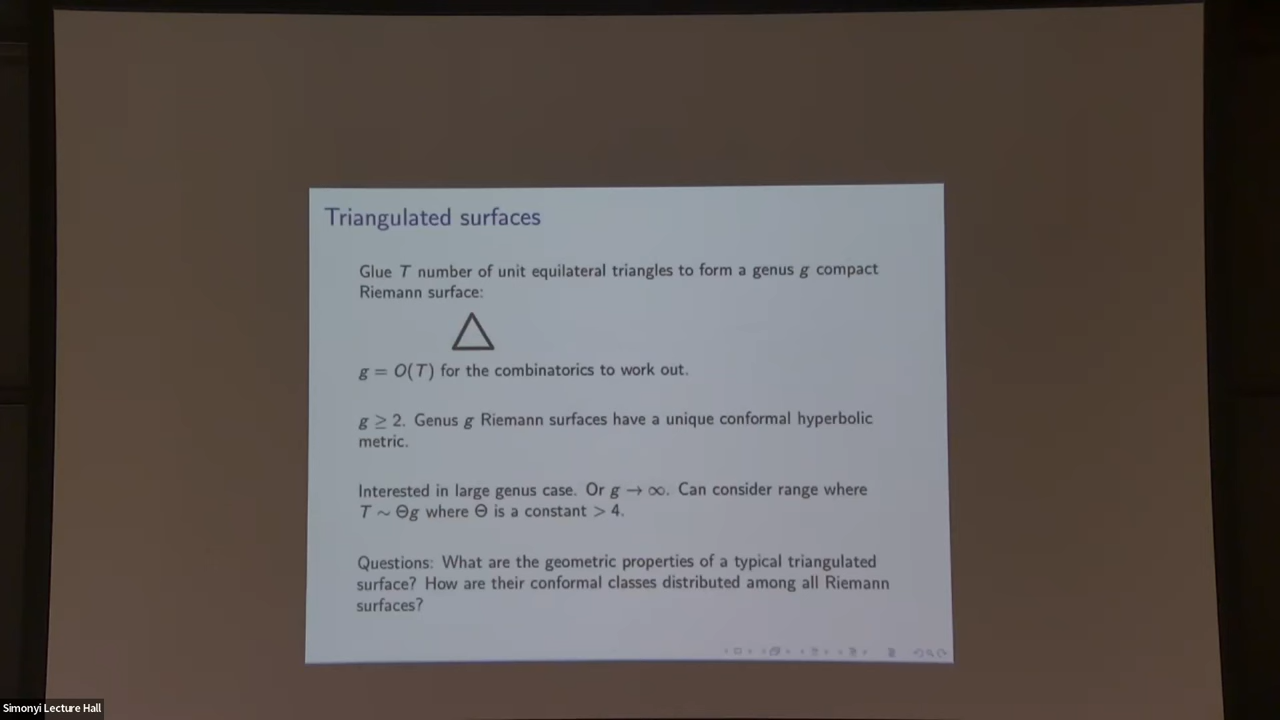 Triangulated surfaces
Glue T number of unit equilateral triangles to form a genus g compact
Riemann surface:
g = O(T) for the combinatorics to work out.
g ≥ 2. Genus g Riemann surfaces have a unique conformal hyperbolic
metric.
Interested in large genus case. Or g → ∞. Can consider range where
T ~ Θg where Θ is a constant > 4.
Questions: What are the geometric properties of a typical triangulated
surface? How are their conformal classes distributed among all Riemann
surfaces?
Simonyi Lecture Hall